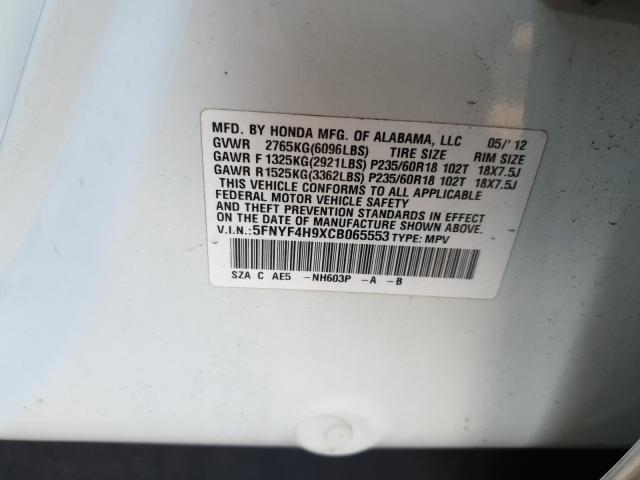 MFD. BY HONDA MFG. OF ALABAMA, LLC 05/'12
GVWR 2765KG(6096LBS) TIRE SIZE RIM SIZE
GAWR F 1325KG(2921LBS) P235/60R18 102T 18X7.5J
GAWR R1525KG(3362LBS) P235/60R18 102T 18X7.5J
THIS VEHICLE CONFORMS TO ALL APPLICABLE
FEDERAL MOTOR VEHICLE SAFETY
AND THEFT PREVENTION STANDARDS IN EFFECT
ON THE DATE OF MANUFACTURE SHOWN ABOVE.
V.I.N.:5FNYF4H9XCB065553 TYPE: MPV
SZA C AE5 -NH603P -A -B